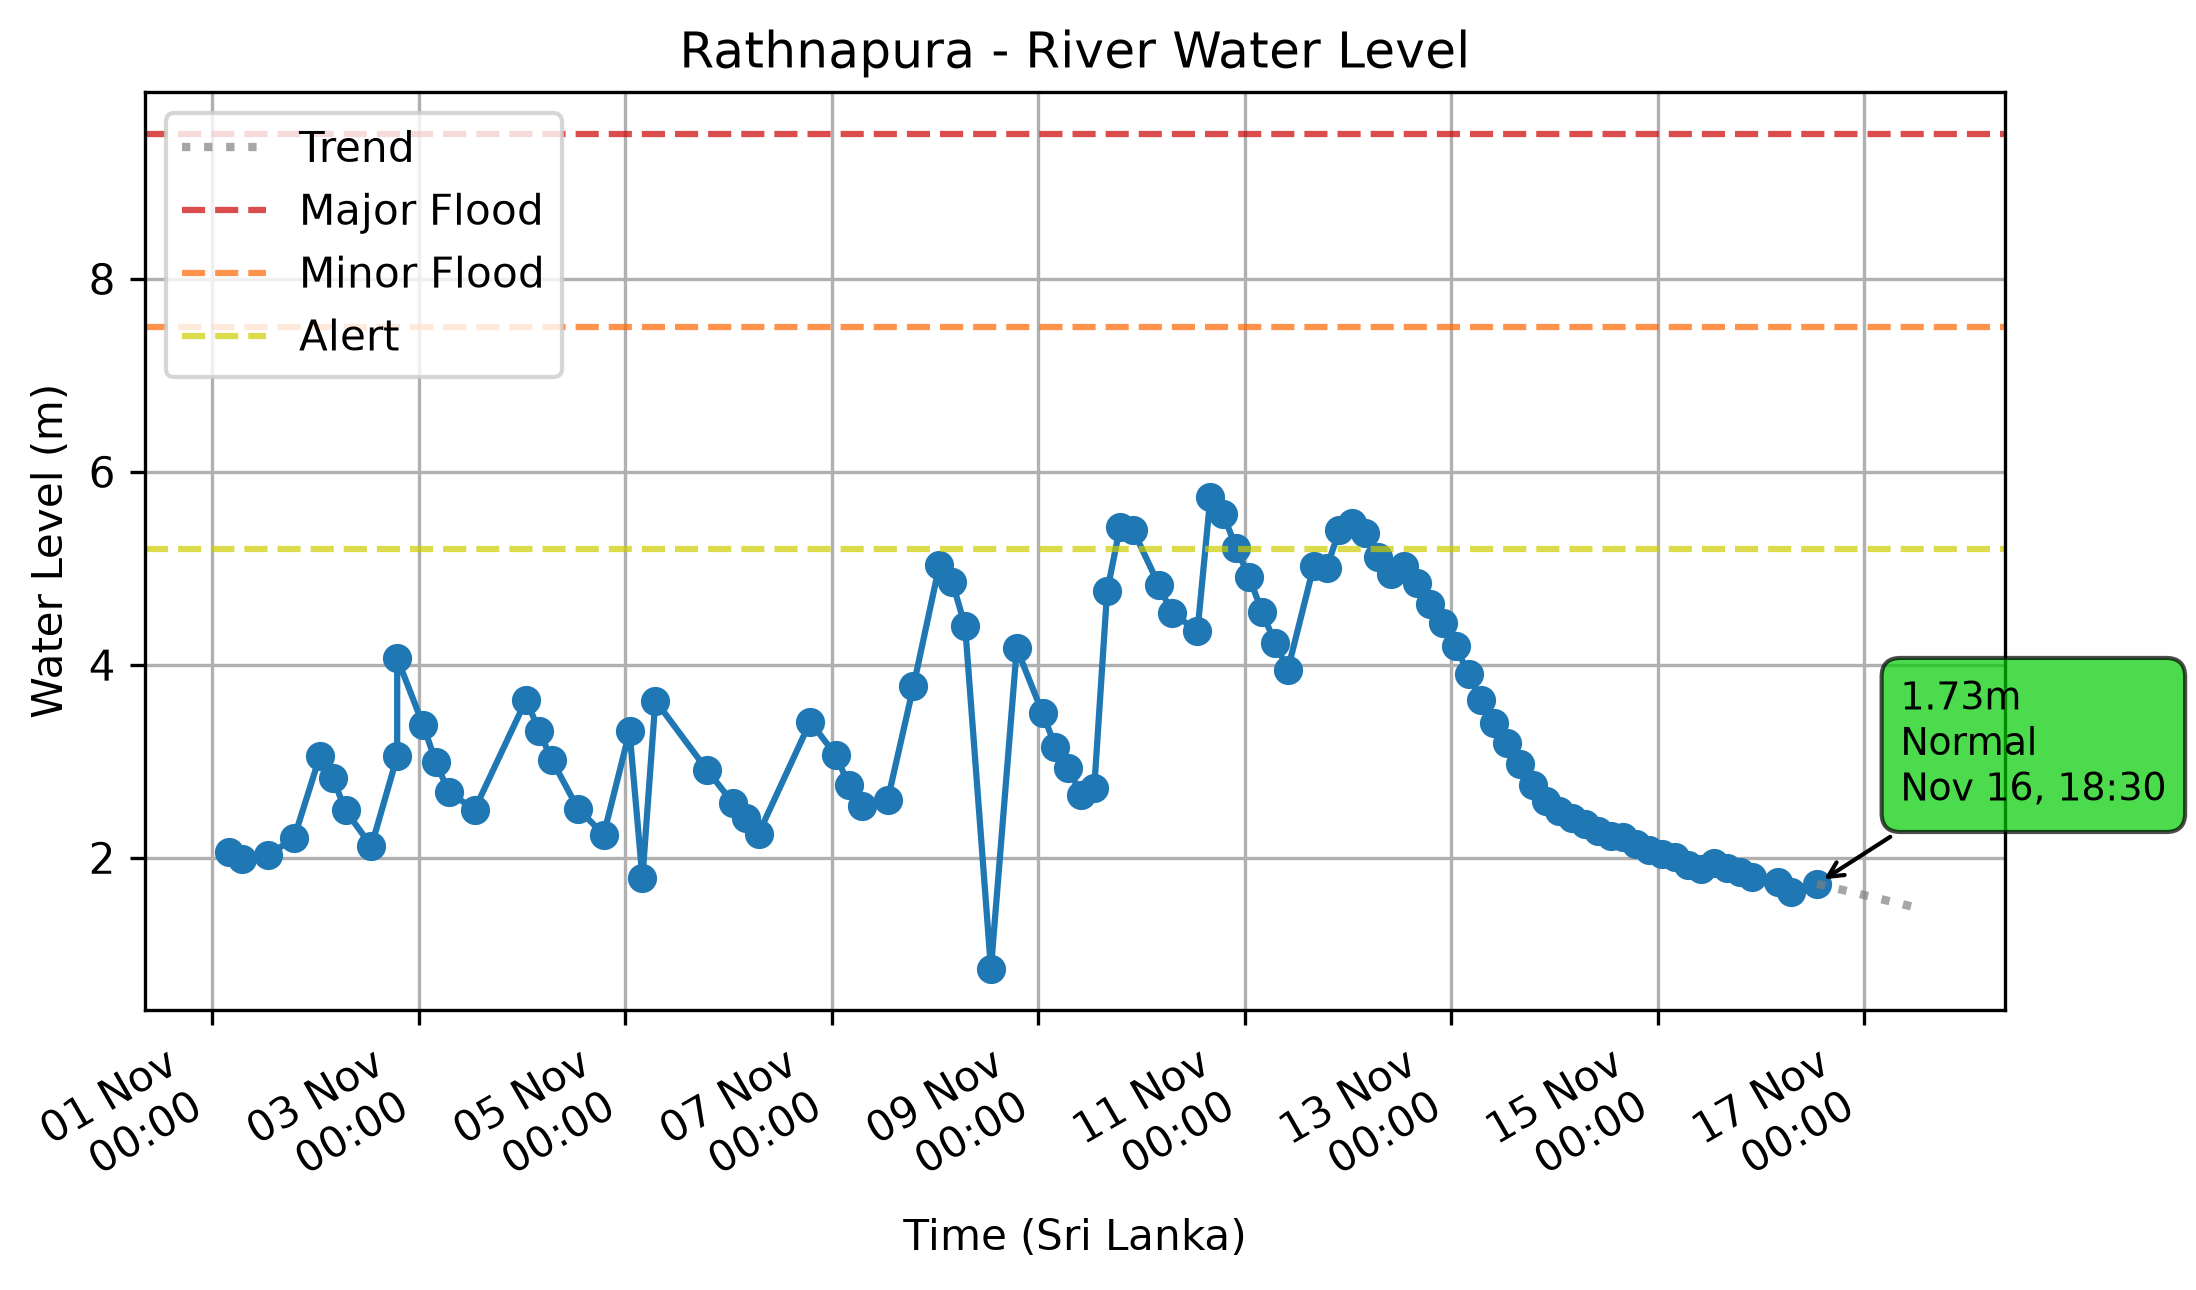 Rathnapura - River Water Level
Trend
Major Flood
Minor Flood
Alert
Water Level (m)
8
6
4
2
1.73m
Normal
Nov 16, 18:30
01 Nov
00:00
03 Nov
00:00
05 Nov
00:00
07 Nov
00:00
09 Nov
00:00
11 Nov
00:00
13 Nov
00:00
15 Nov
00:00
17 Nov
00:00
Time (Sri Lanka)